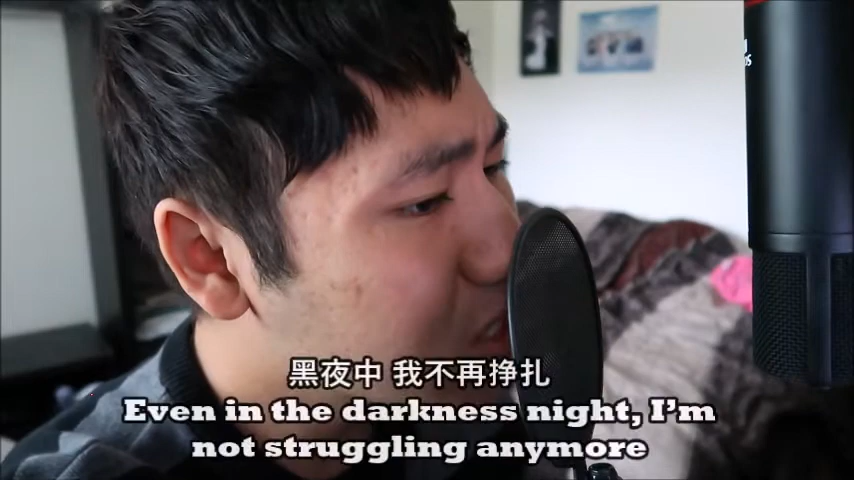 黑夜中 我不再挣扎
Even in the darkness night, I'm
not struggling anymore